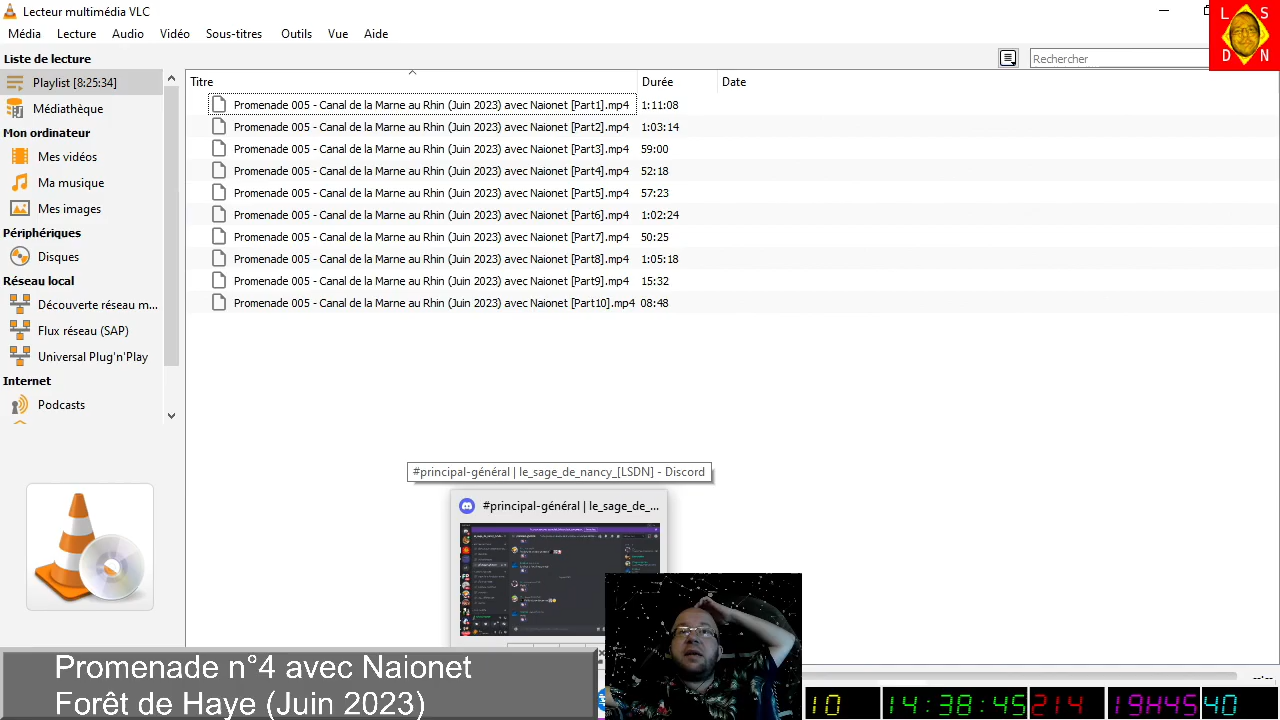 Lecteur multimédia VLC
Média Lecture Audio Vidéo Sous-titres Outils Vue Aide
L S
D N
Liste de lecture
Rechercher
Playlist [8:25:34]
Médiathèque
Mon ordinateur
Mes vidéos
Ma musique
Mes images
Périphériques
Disques
Réseau local
Découverte réseau m...
Flux réseau (SAP)
Universal Plug'n'Play
Internet
Podcasts
Titre Durée Date
Promenade 005 - Canal de la Marne au Rhin (Juin 2023) avec Naionet [Part1].mp4 1:11:08
Promenade 005 - Canal de la Marne au Rhin (Juin 2023) avec Naionet [Part2].mp4 1:03:14
Promenade 005 - Canal de la Marne au Rhin (Juin 2023) avec Naionet [Part3].mp4 59:00
Promenade 005 - Canal de la Marne au Rhin (Juin 2023) avec Naionet [Part4].mp4 52:18
Promenade 005 - Canal de la Marne au Rhin (Juin 2023) avec Naionet [Part5].mp4 57:23
Promenade 005 - Canal de la Marne au Rhin (Juin 2023) avec Naionet [Part6].mp4 1:02:24
Promenade 005 - Canal de la Marne au Rhin (Juin 2023) avec Naionet [Part7].mp4 50:25
Promenade 005 - Canal de la Marne au Rhin (Juin 2023) avec Naionet [Part8].mp4 1:05:18
Promenade 005 - Canal de la Marne au Rhin (Juin 2023) avec Naionet [Part9].mp4 15:32
Promenade 005 - Canal de la Marne au Rhin (Juin 2023) avec Naionet [Part10].mp4 08:48
#principal-général | le_sage_de_nancy_[LSDN] - Discord
#principal-général | le_sage_de_...
--:--
Promenade n°4 avec Naionet
Forêt de Haye (Juin 2023)
10 14:38:45 214 19H45 40